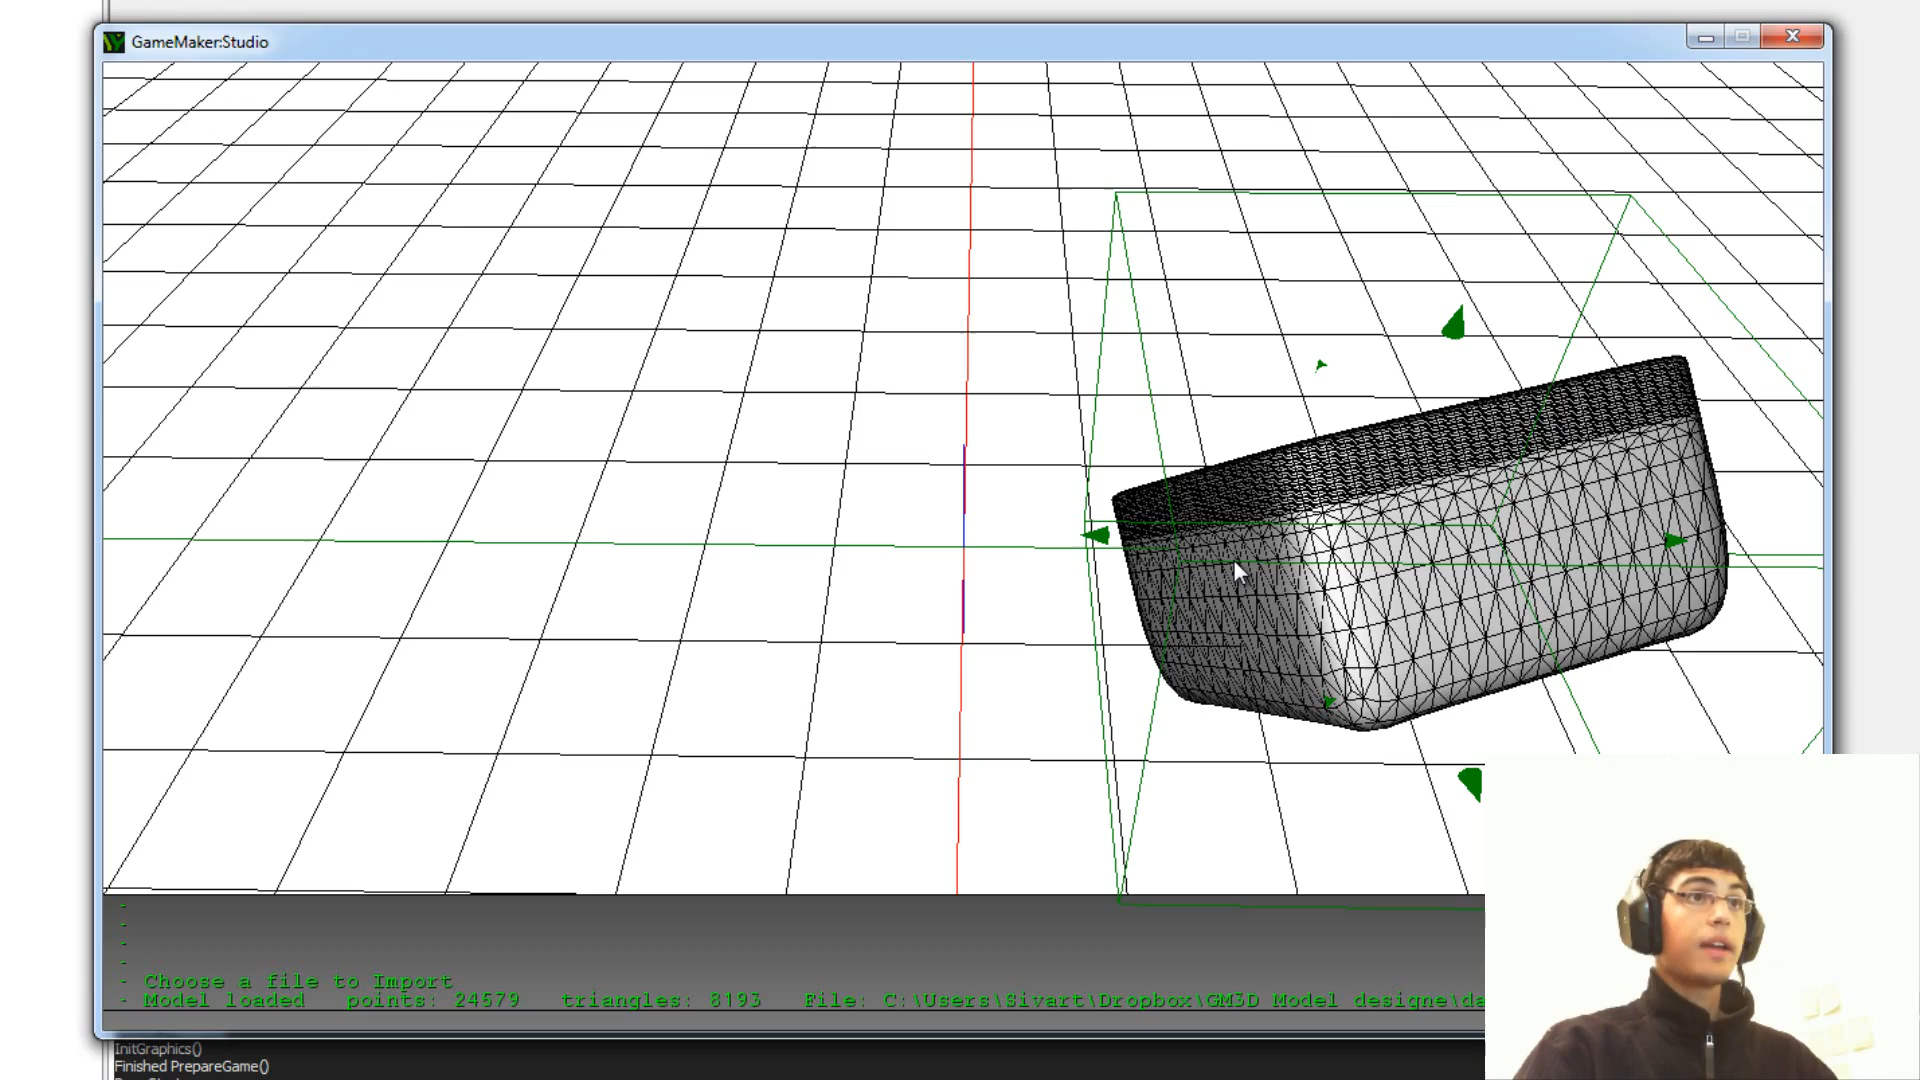 GameMaker:Studio
-
-
-
-
- Choose a file to Import
- Model loaded points: 24579 triangles: 8193 File: C:\Users\Sivart\Dropbox\GM3D Model designe\da
InitGraphics()
Finished PrepareGame()